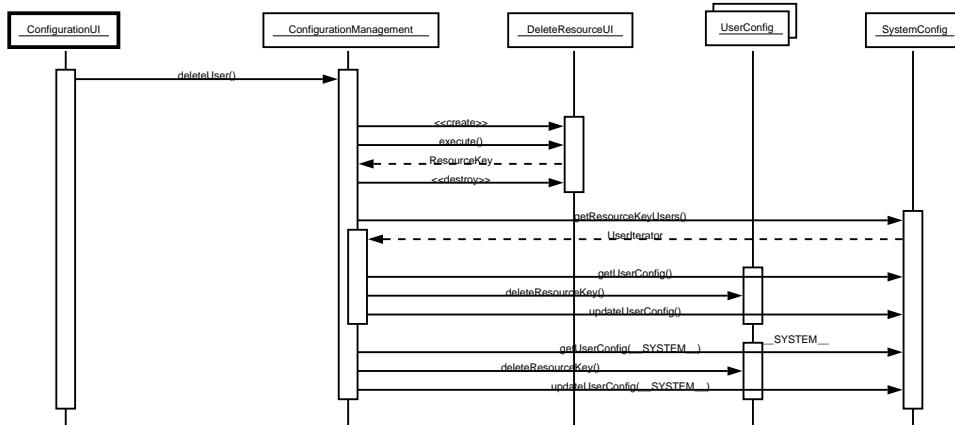 ConfigurationUI
ConfigurationManagement
DeleteResourceUI
UserConfig
SystemConfig
deleteUser()
<<create>>
execute()
ResourceKey
<<destroy>>
getResourceKeyUsers()
UserIterator
getUserConfig()
deleteResourceKey()
updateUserConfig()
__SYSTEM__
getUserConfig(__SYSTEM__)
deleteResourceKey()
updateUserConfig(__SYSTEM__)